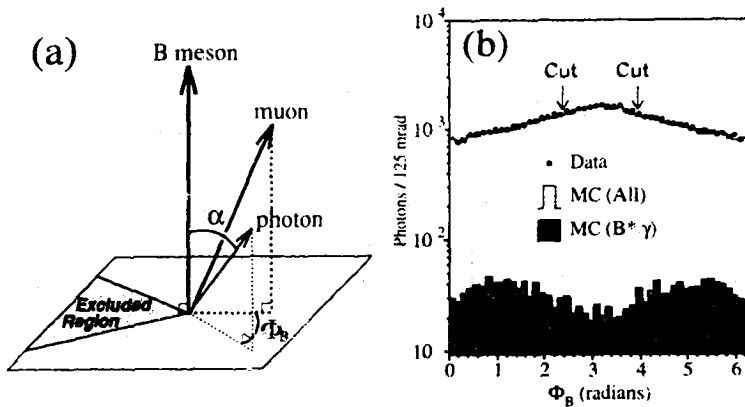 (a)
B meson
muon
α
photon
Excluded
Region
Φ_B
(b)
10^4
10^3
10^2
10
Photons / 125 mrad
Cut
Cut
Data
MC (All)
MC (B* γ)
0
1
2
3
4
5
6
Φ_B (radians)